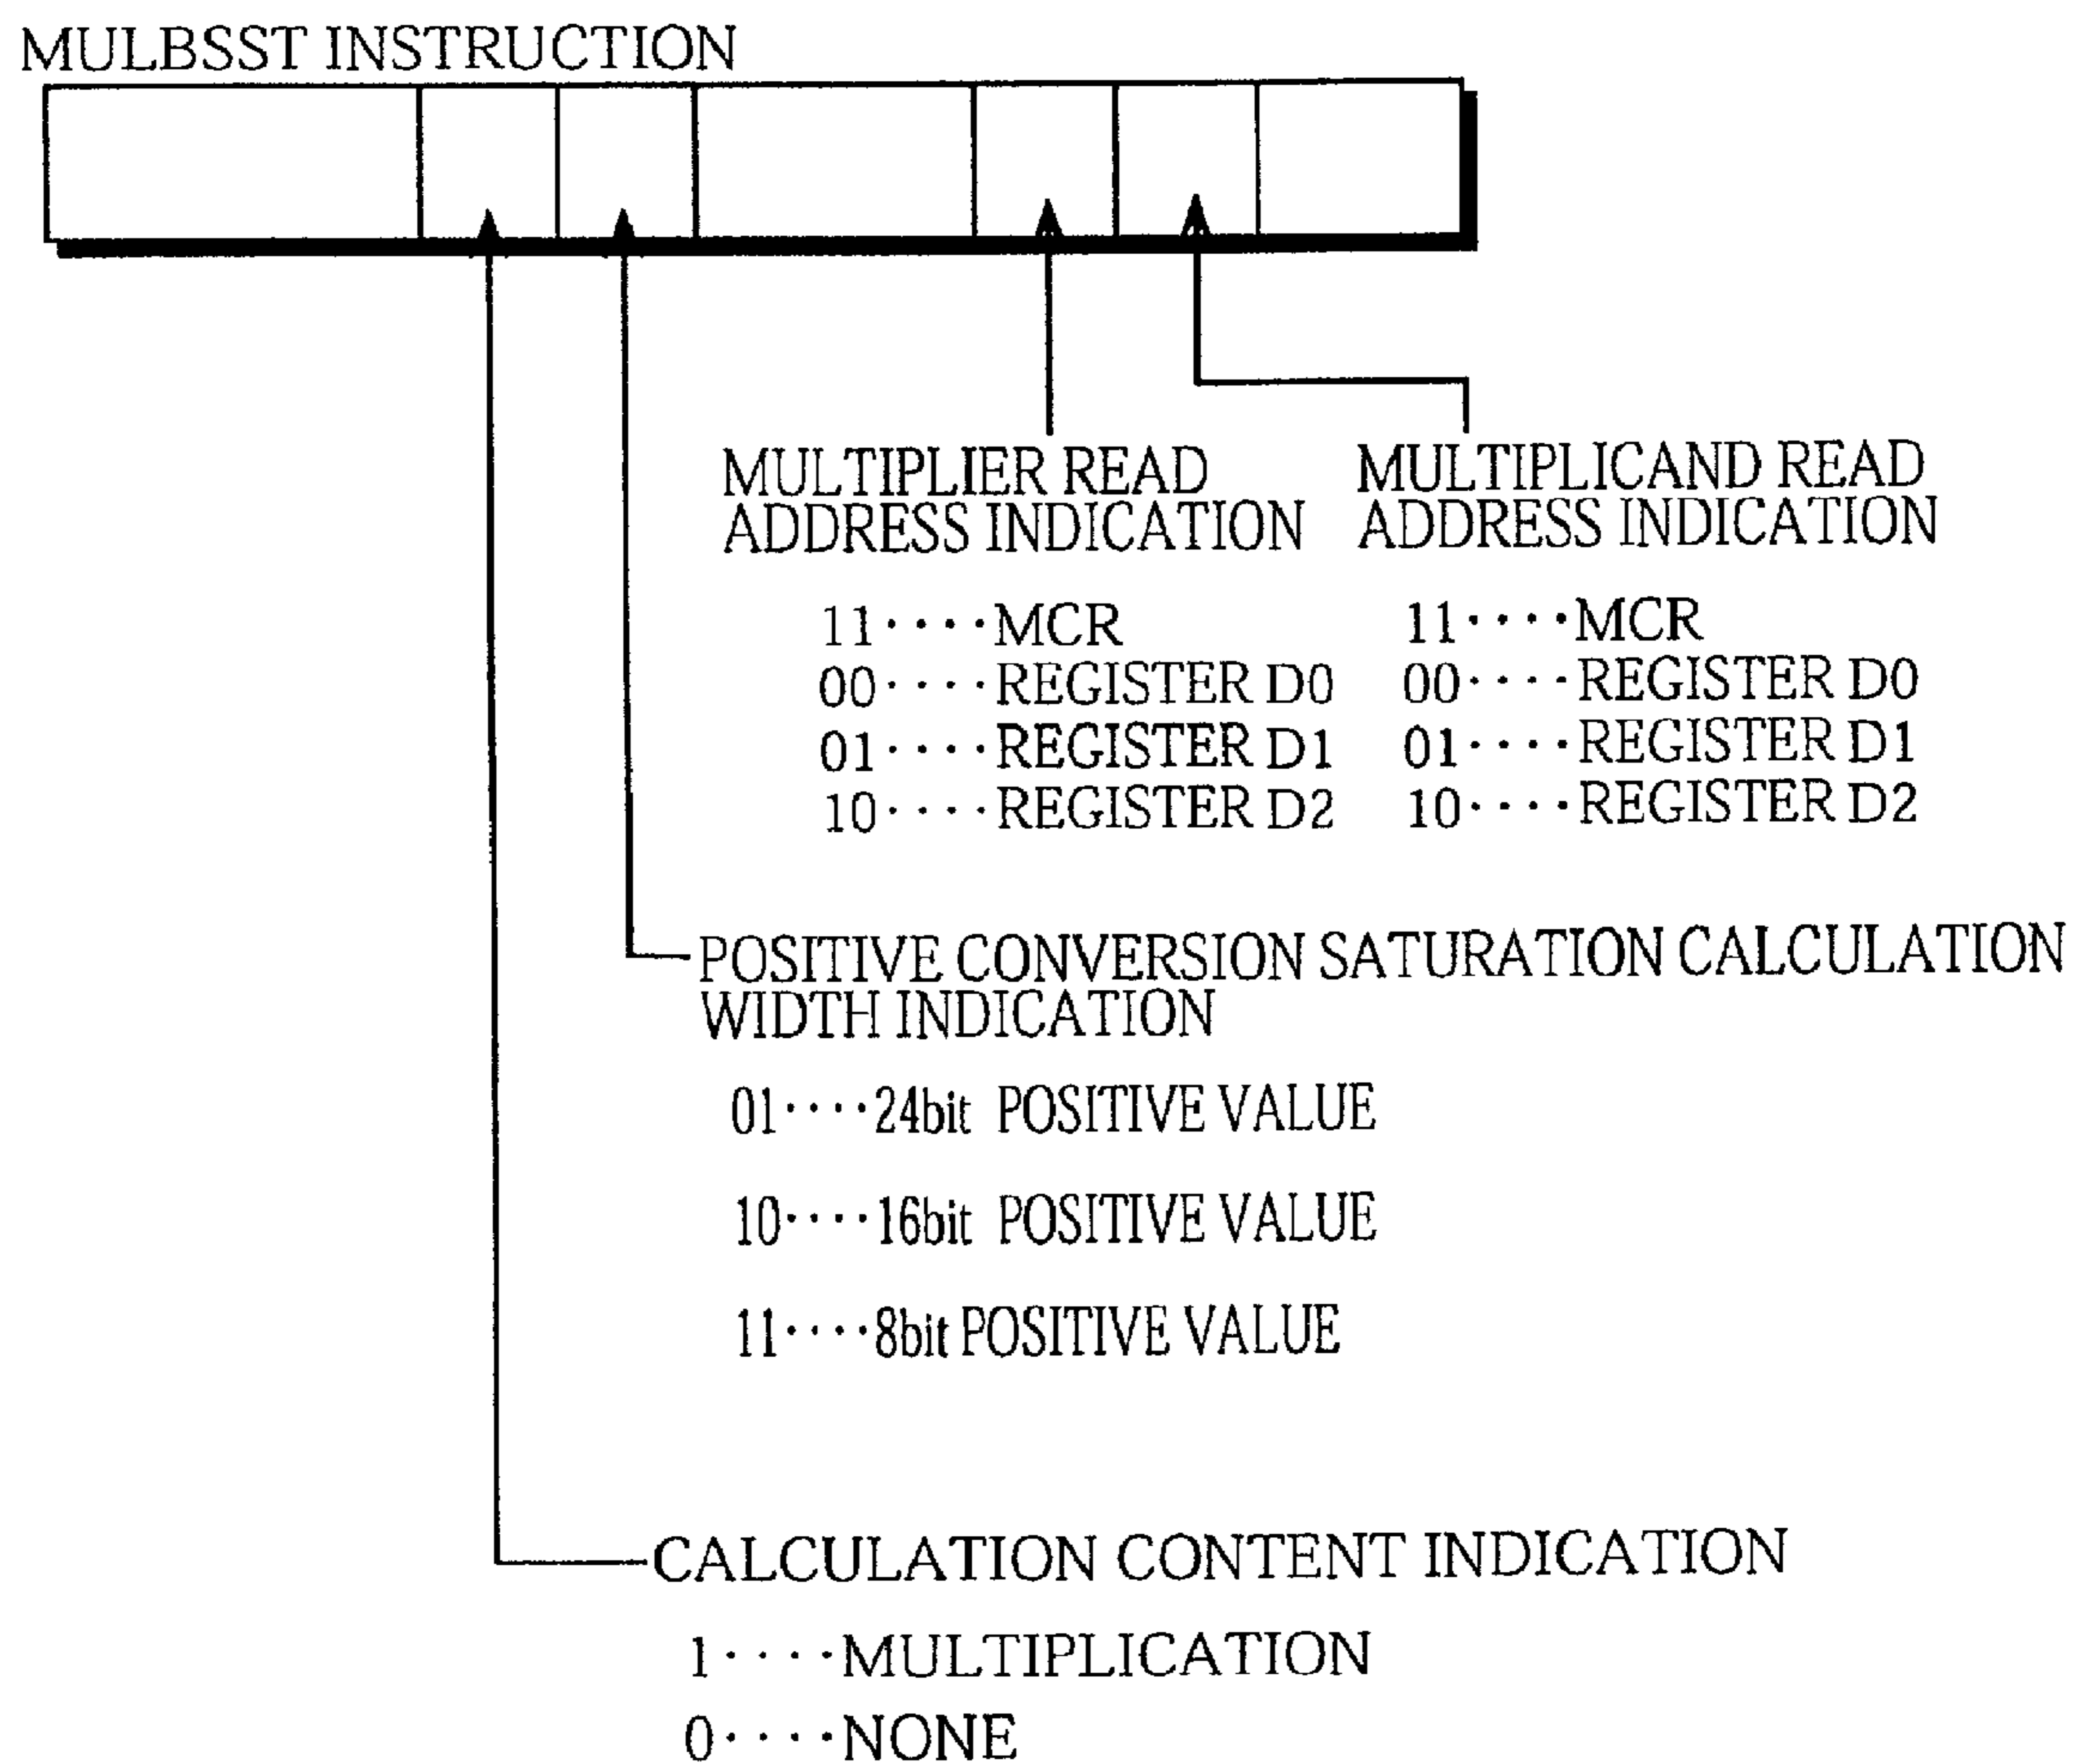 MULBSST INSTRUCTION
MULTIPLIER READ
ADDRESS INDICATION
11····MCR
00····REGISTER D0
01····REGISTER D1
10····REGISTER D2
MULTIPLICAND READ
ADDRESS INDICATION
11····MCR
00····REGISTER D0
01····REGISTER D1
10····REGISTER D2
POSITIVE CONVERSION SATURATION CALCULATION
WIDTH INDICATION
01····24bit POSITIVE VALUE
10····16bit POSITIVE VALUE
11····8bit POSITIVE VALUE
CALCULATION CONTENT INDICATION
1····MULTIPLICATION
0····NONE